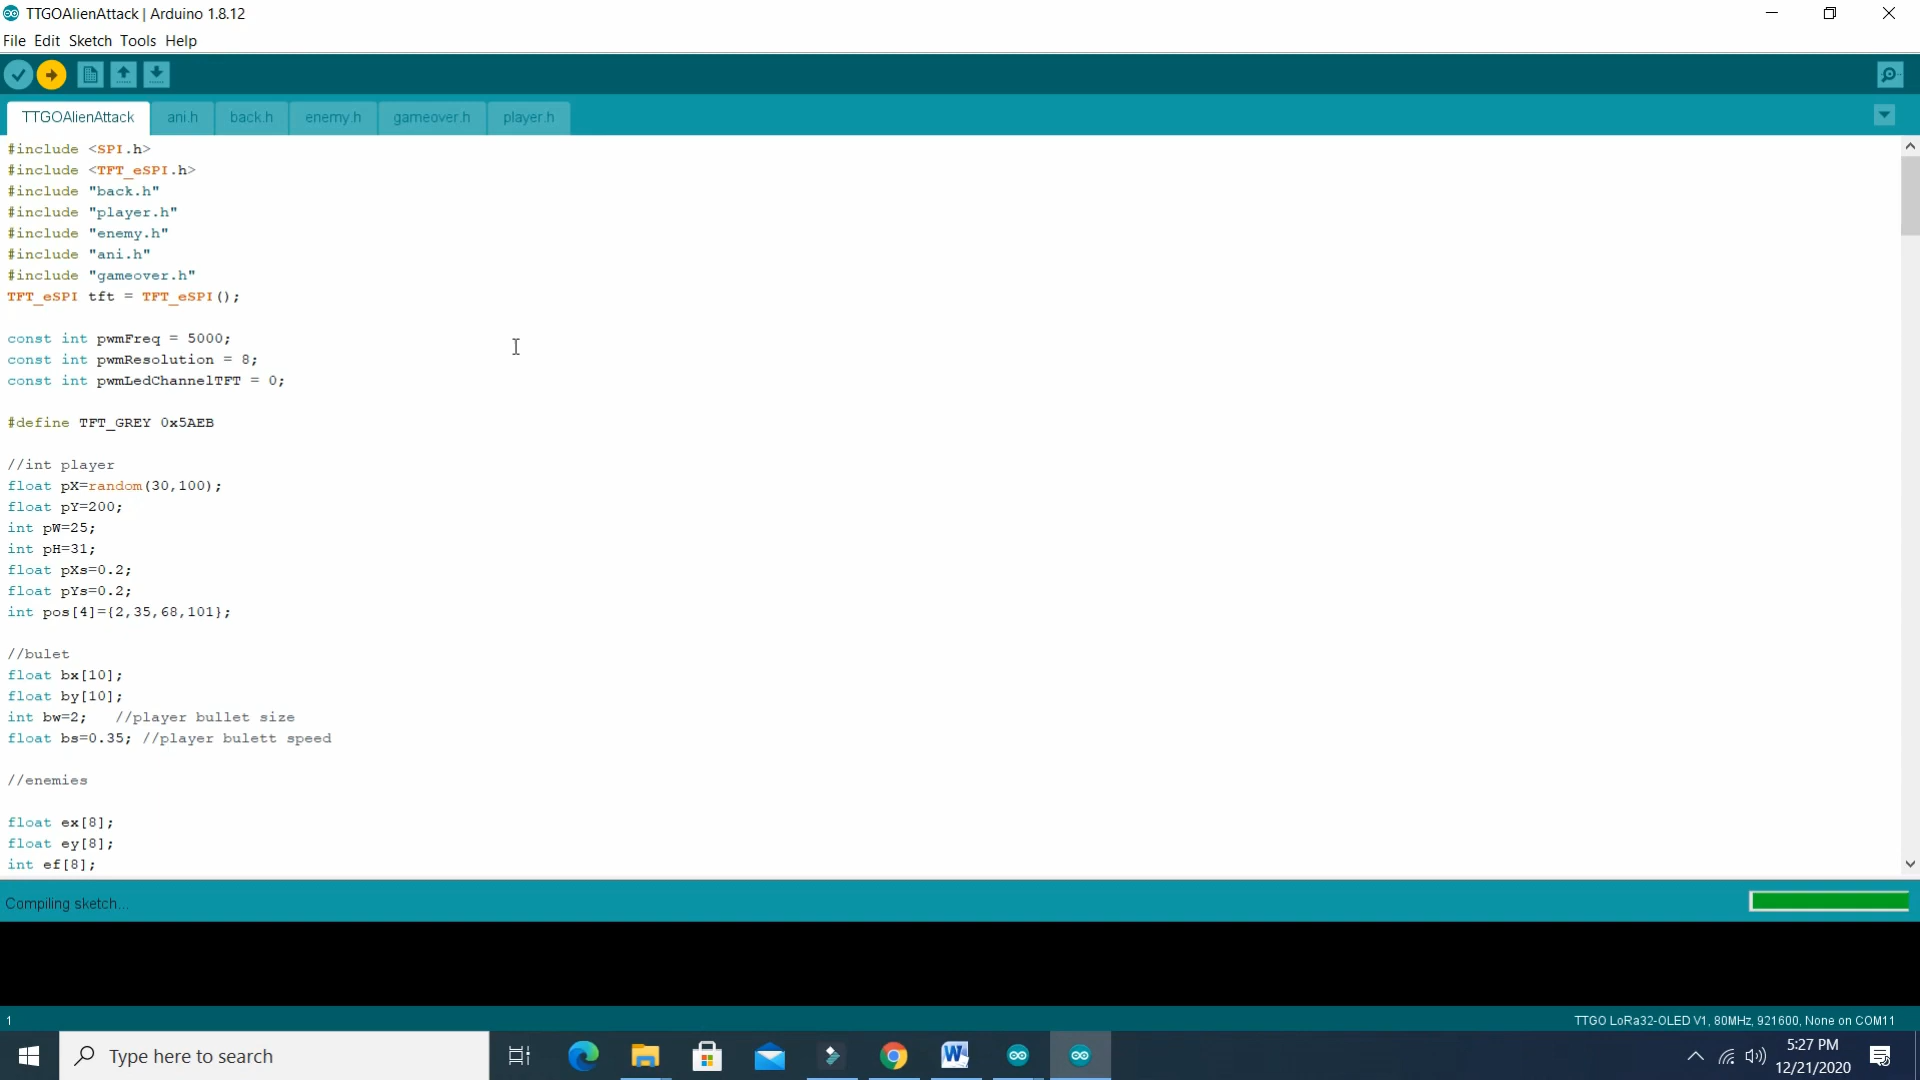 TTGOAlienAttack | Arduino 1.8.12
File Edit Sketch Tools Help
TTGOAlienAttack ani.h back.h enemy.h gameover.h player.h
#include <SPI.h>
#include <TFT_eSPI.h>
#include "back.h"
#include "player.h"
#include "enemy.h"
#include "ani.h"
#include "gameover.h"
TFT_eSPI tft = TFT_eSPI();
const int pwmFreq = 5000;
const int pwmResolution = 8;
const int pwmLedChannelTFT = 0;
#define TFT_GREY 0x5AEB
//int player
float pX=random(30,100);
float pY=200;
int pW=25;
int pH=31;
float pXs=0.2;
float pYs=0.2;
int pos[4]={2,35,68,101};
//bulet
float bx[10];
float by[10];
int bw=2;   //player bullet size
float bs=0.35; //player bulett speed
//enemies
float ex[8];
float ey[8];
int ef[8];
Compiling sketch...
1
TTGO LoRa32-OLED V1, 80MHz, 921600, None on COM11
Type here to search
5:27 PM
12/21/2020